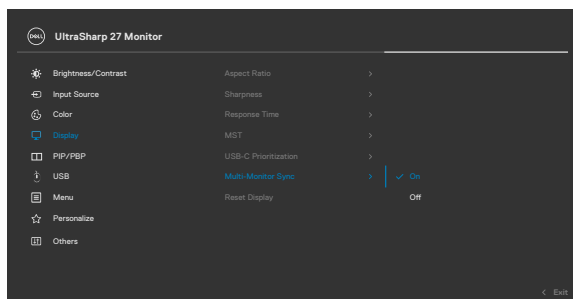 DELL UltraSharp 27 Monitor
Brightness/Contrast Aspect Ratio >
Input Source Sharpness >
Color Response Time >
Display MST >
PIP/PBP USB-C Prioritization >
USB Multi-Monitor Sync > ✓ On
Menu Reset Display Off
Personalize
Others
< Exit